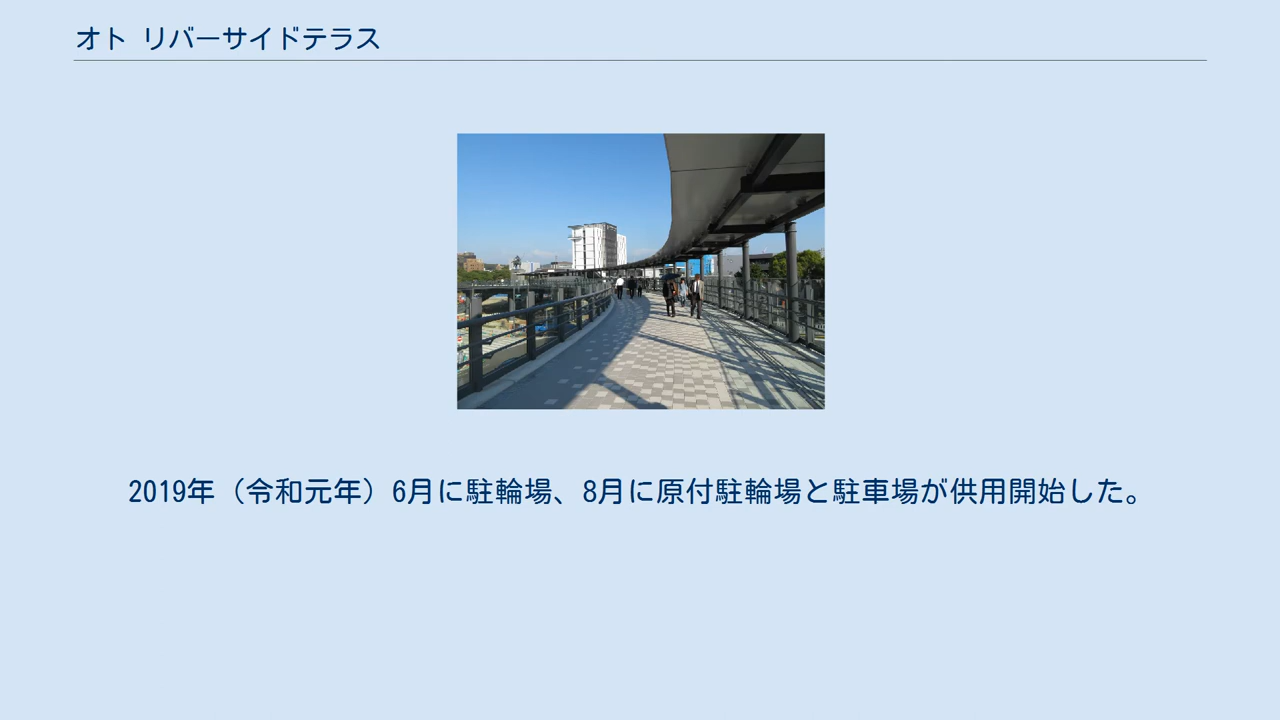 オト リバーサイドテラス
2019年（令和元年）6月に駐輪場、8月に原付駐輪場と駐車場が供用開始した。